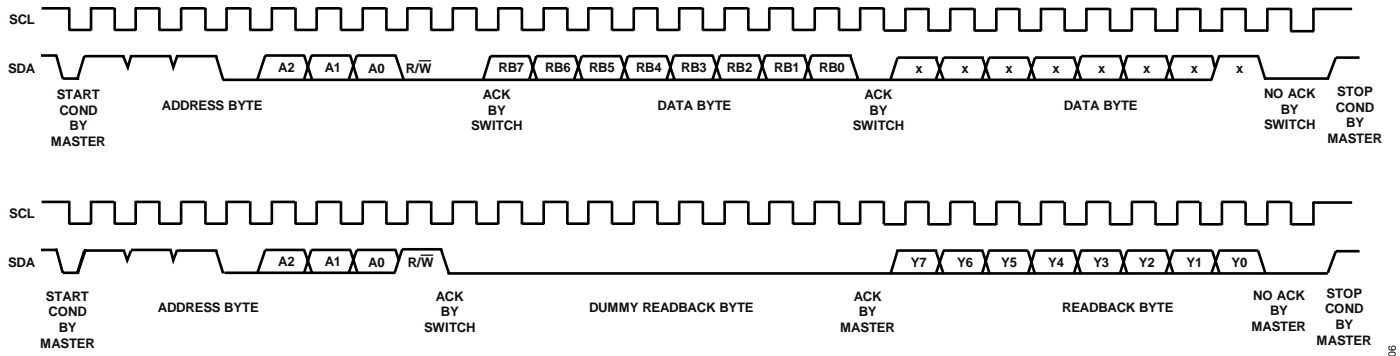 SCL
SDA A2 A1 A0 R/W RB7 RB6 RB5 RB4 RB3 RB2 RB1 RB0 x x x x x x x x
START COND BY MASTER
ADDRESS BYTE
ACK BY SWITCH
DATA BYTE
ACK BY SWITCH
DATA BYTE
NO ACK BY SWITCH
STOP COND BY MASTER
SCL
SDA A2 A1 A0 R/W Y7 Y6 Y5 Y4 Y3 Y2 Y1 Y0
START COND BY MASTER
ADDRESS BYTE
ACK BY SWITCH
DUMMY READBACK BYTE
ACK BY MASTER
READBACK BYTE
NO ACK BY MASTER
STOP COND BY MASTER
06